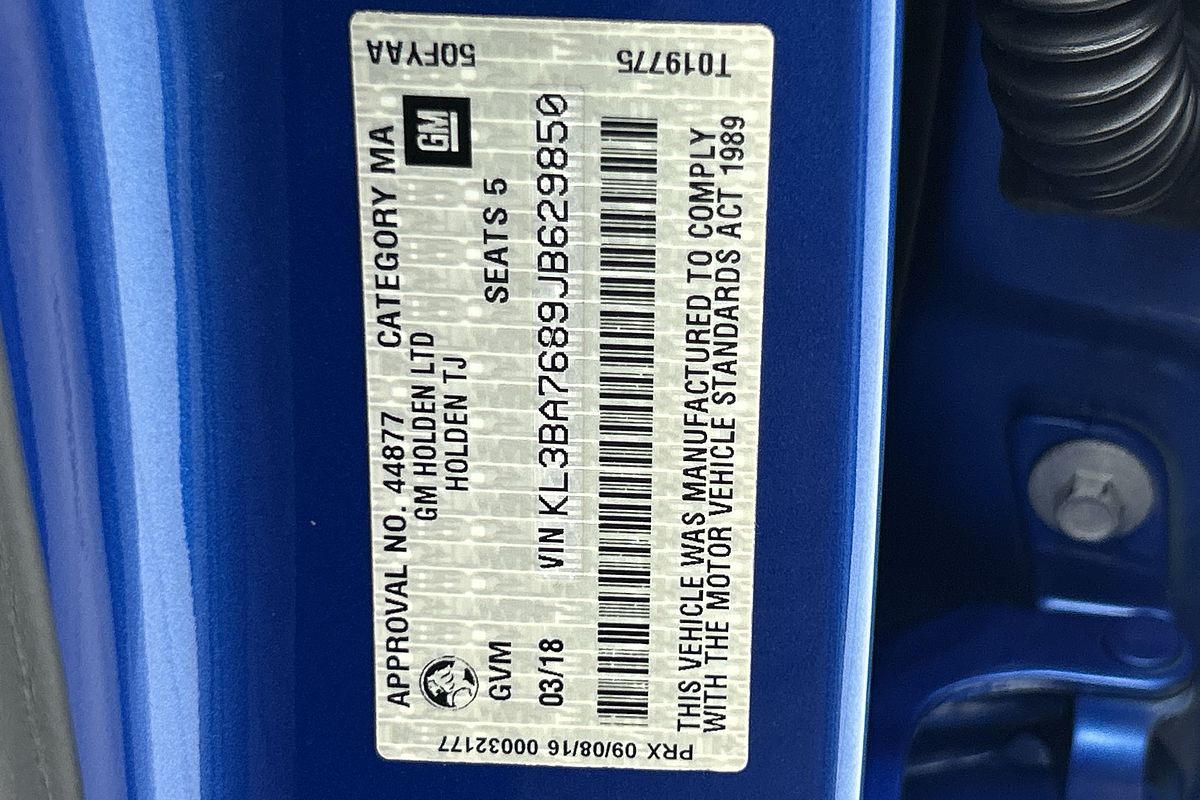 APPROVAL NO. 44877 CATEGORY MA
GM HOLDEN LTD
HOLDEN TJ
GM
GVM SEATS 5
03/18 VIN KL3BA7689JB629850
THIS VEHICLE WAS MANUFACTURED TO COMPLY
WITH THE MOTOR VEHICLE STANDARDS ACT 1989
50FYAA
T019775
PRX 09/08/16 00032177